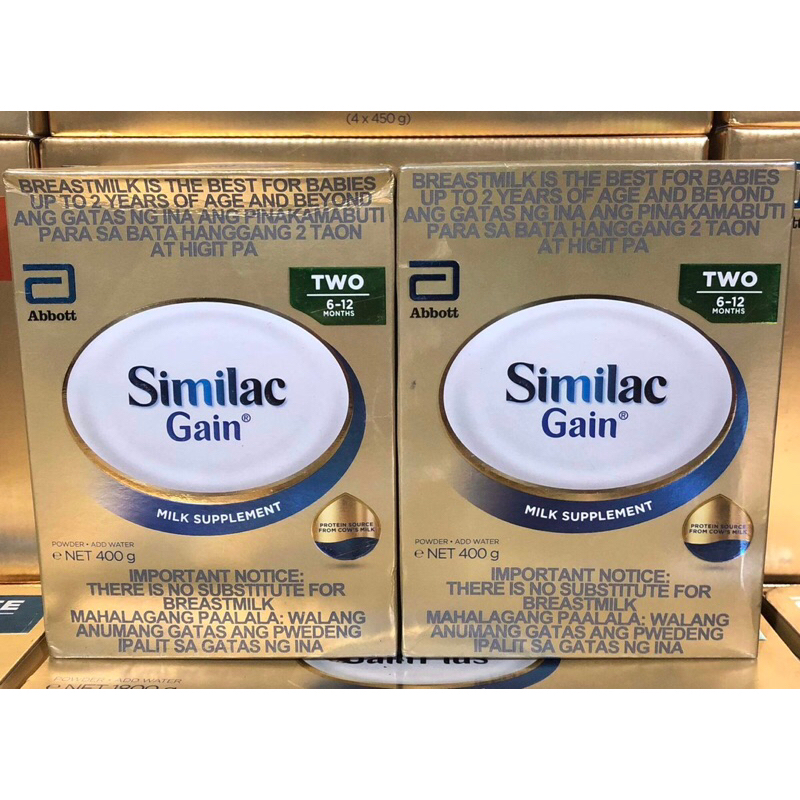 (4 x 450 g)
BREASTMILK IS THE BEST FOR BABIES
UP TO 2 YEARS OF AGE AND BEYOND
ANG GATAS NG INA ANG PINAKAMABUTI
PARA SA BATA HANGGANG 2 TAON
AT HIGIT PA
Abbott
TWO
6-12
MONTHS
Similac
Gain®
MILK SUPPLEMENT
PROTEIN SOURCE
FROM COW'S MILK
POWDER • ADD WATER
e NET 400 g
IMPORTANT NOTICE:
THERE IS NO SUBSTITUTE FOR
BREASTMILK
MAHALAGANG PAALALA: WALANG
ANUMANG GATAS ANG PWEDENG
IPALIT SA GATAS NG INA
BREASTMILK IS THE BEST FOR BABIES
UP TO 2 YEARS OF AGE AND BEYOND
ANG GATAS NG INA ANG PINAKAMABUTI
PARA SA BATA HANGGANG 2 TAON
AT HIGIT PA
Abbott
TWO
6-12
MONTHS
Similac
Gain®
MILK SUPPLEMENT
PROTEIN SOURCE
FROM COW'S MILK
POWDER • ADD WATER
e NET 400 g
IMPORTANT NOTICE:
THERE IS NO SUBSTITUTE FOR
BREASTMILK
MAHALAGANG PAALALA: WALANG
ANUMANG GATAS ANG PWEDENG
IPALIT SA GATAS NG INA
GainPlus
POWDER • ADD WATER
e NET 1800 g